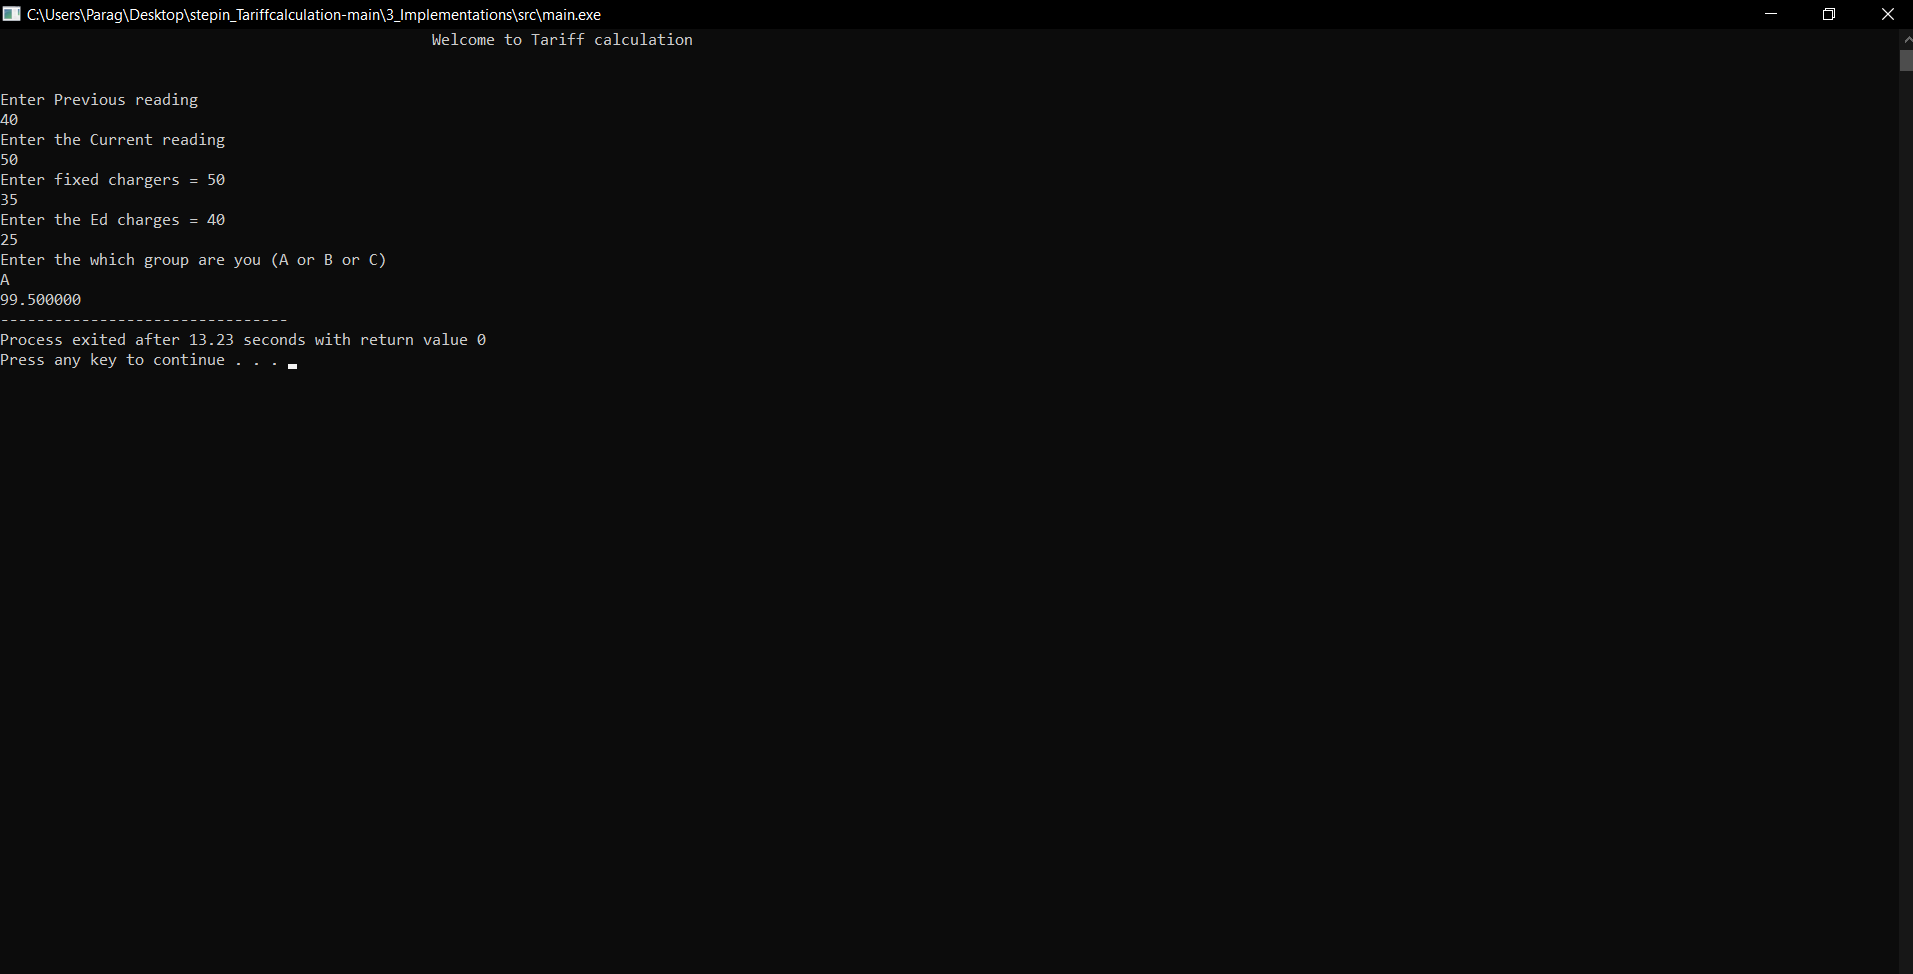 C:\Users\Parag\Desktop\stepin_Tariffcalculation-main\3_Implementations\src\main.exe
Welcome to Tariff calculation
Enter Previous reading
40
Enter the Current reading
50
Enter fixed chargers = 50
35
Enter the Ed charges = 40
25
Enter the which group are you (A or B or C)
A
99.500000
--------------------------------
Process exited after 13.23 seconds with return value 0
Press any key to continue . . .